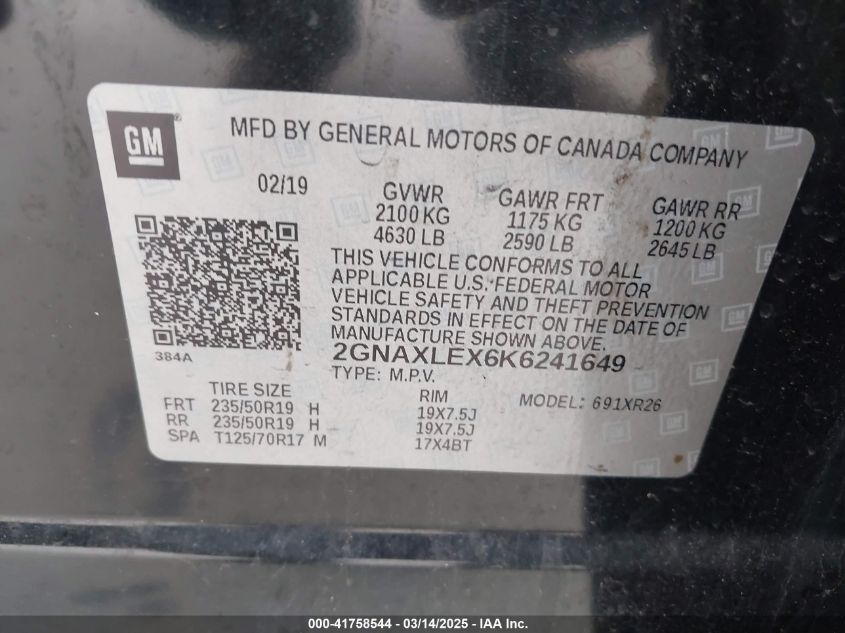 GM
MFD BY GENERAL MOTORS OF CANADA COMPANY
02/19
GVWR
2100 KG
4630 LB
GAWR FRT
1175 KG
2590 LB
GAWR RR
1200 KG
2645 LB
THIS VEHICLE CONFORMS TO ALL
APPLICABLE U.S. FEDERAL MOTOR
VEHICLE SAFETY AND THEFT PREVENTION
STANDARDS IN EFFECT ON THE DATE OF
MANUFACTURE SHOWN ABOVE.
384A
2GNAXLEX6K6241649
TYPE: M.P.V.
MODEL: 691XR26
TIRE SIZE
RIM
FRT 235/50R19 H 19X7.5J
RR 235/50R19 H 19X7.5J
SPA T125/70R17 M 17X4BT
000-41758544 — 03/14/2025 — IAA Inc.